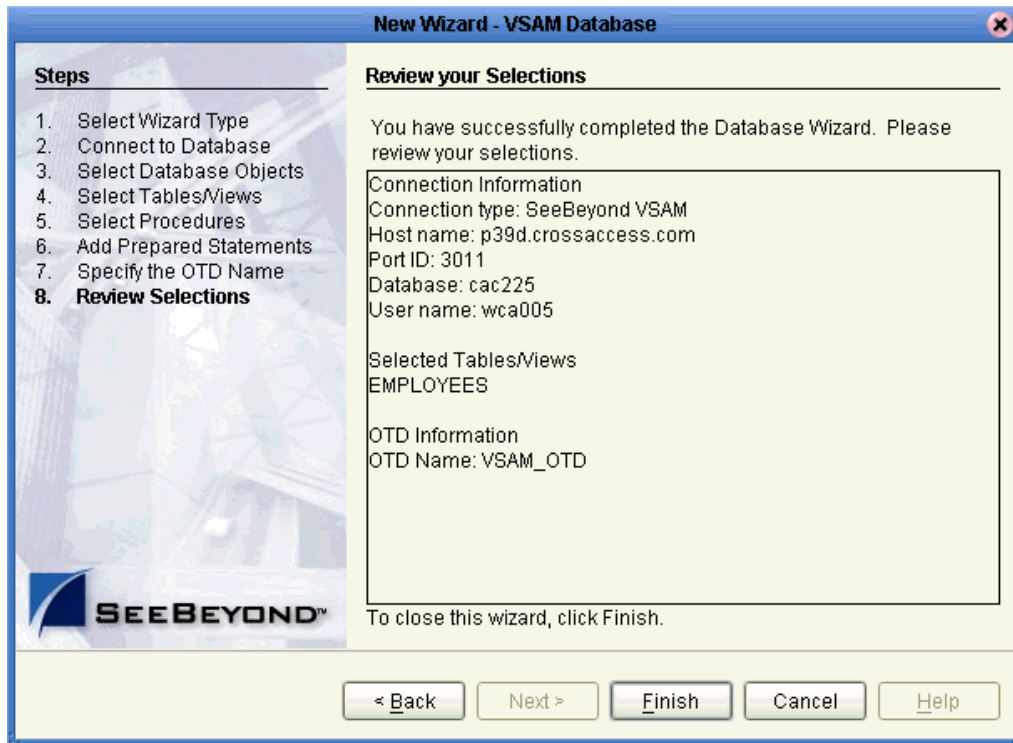 New Wizard - VSAM Database
Steps
1. Select Wizard Type
2. Connect to Database
3. Select Database Objects
4. Select Tables/Views
5. Select Procedures
6. Add Prepared Statements
7. Specify the OTD Name
8. Review Selections
SEEBEYOND™
Review your Selections
You have successfully completed the Database Wizard. Please
review your selections.
Connection Information
Connection type: SeeBeyond VSAM
Host name: p39d.crossaccess.com
Port ID: 3011
Database: cac225
User name: wca005
Selected Tables/Views
EMPLOYEES
OTD Information
OTD Name: VSAM_OTD
To close this wizard, click Finish.
< Back Next > Finish Cancel Help